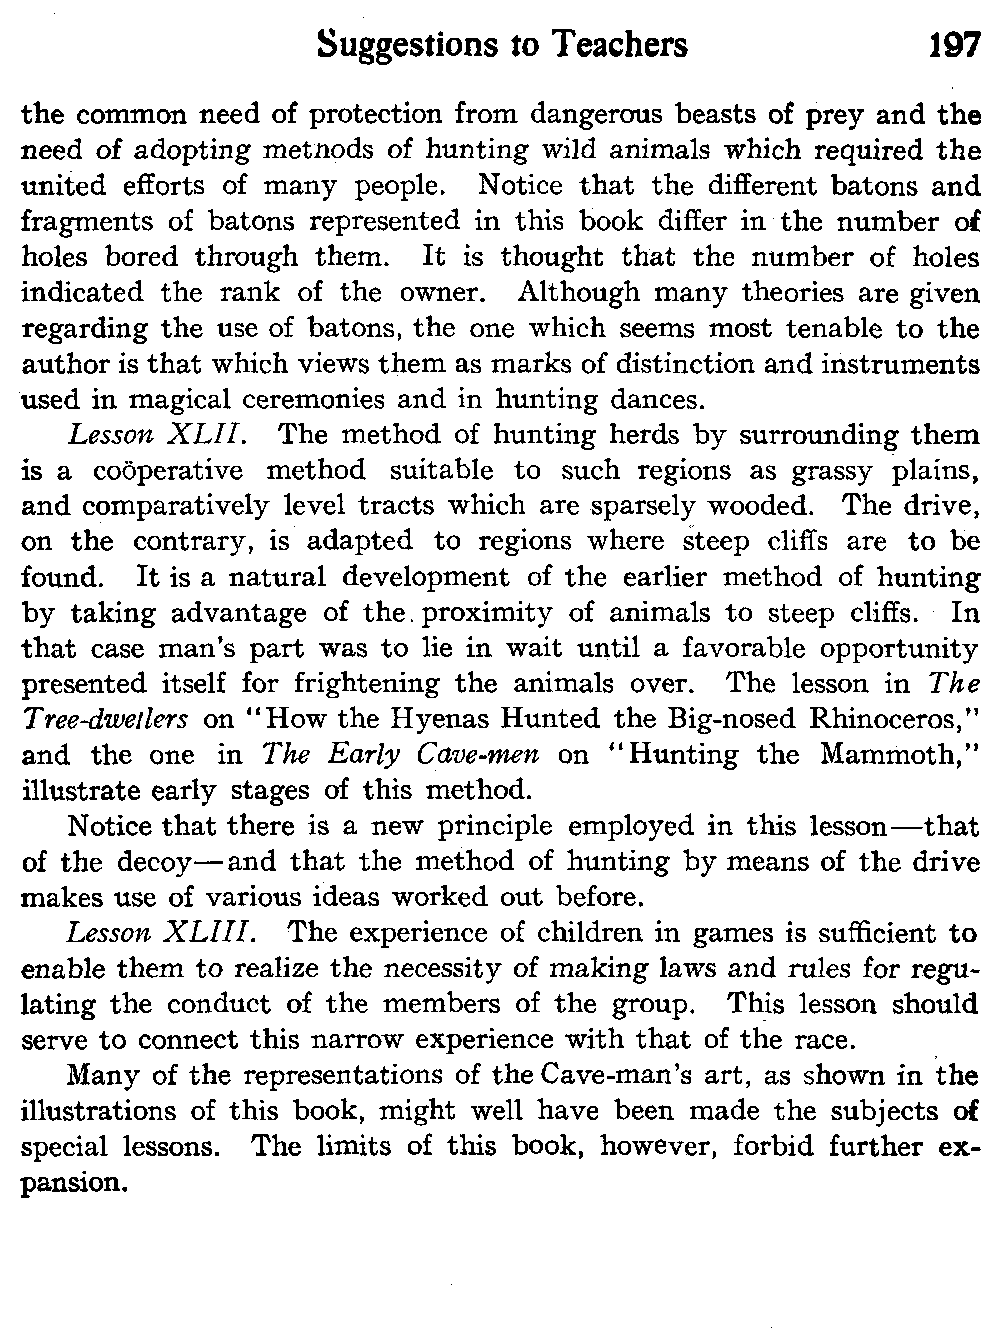 Suggestions to Teachers 197
the common need of protection from dangerous beasts of prey and the
need of adopting methods of hunting wild animals which required the
united efforts of many people. Notice that the different batons and
fragments of batons represented in this book differ in the number of
holes bored through them. It is thought that the number of holes
indicated the rank of the owner. Although many theories are given
regarding the use of batons, the one which seems most tenable to the
author is that which views them as marks of distinction and instruments
used in magical ceremonies and in hunting dances.
Lesson XLII. The method of hunting herds by surrounding them
is a coöperative method suitable to such regions as grassy plains,
and comparatively level tracts which are sparsely wooded. The drive,
on the contrary, is adapted to regions where steep cliffs are to be
found. It is a natural development of the earlier method of hunting
by taking advantage of the proximity of animals to steep cliffs. In
that case man's part was to lie in wait until a favorable opportunity
presented itself for frightening the animals over. The lesson in The
Tree-dwellers on "How the Hyenas Hunted the Big-nosed Rhinoceros,"
and the one in The Early Cave-men on "Hunting the Mammoth,"
illustrate early stages of this method.
Notice that there is a new principle employed in this lesson—that
of the decoy—and that the method of hunting by means of the drive
makes use of various ideas worked out before.
Lesson XLIII. The experience of children in games is sufficient to
enable them to realize the necessity of making laws and rules for regu-
lating the conduct of the members of the group. This lesson should
serve to connect this narrow experience with that of the race.
Many of the representations of the Cave-man's art, as shown in the
illustrations of this book, might well have been made the subjects of
special lessons. The limits of this book, however, forbid further ex-
pansion.